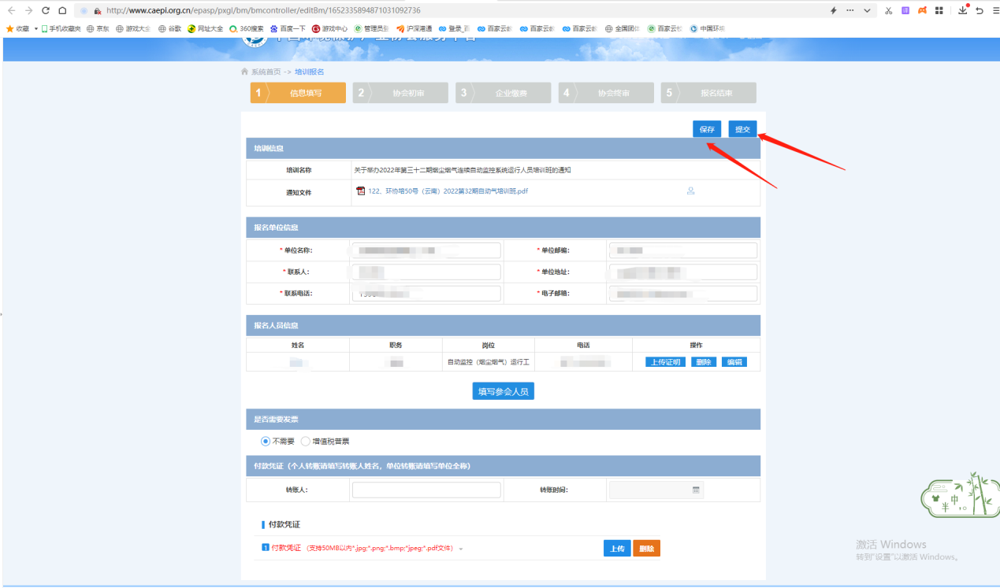 http://www.caepi.org.cn/epasp/pxgl/bm/bmcontroller/editBm/1652335894871031092736
收藏 手机收藏夹 京东 游戏大全 谷歌 网址大全 360搜索 百度一下 游戏中心 管理员登 沪深港通 登录_百 百家云 百家云 百家云 全国团体 百家云校 中国环境
系统首页 -> 培训报名
1 信息填写 2 协会初审 3 企业缴费 4 协会终审 5 报名结束
保存 提交
培训信息
培训名称 关于举办2022年第三十二期烟尘烟气连续自动监控系统运行人员培训班的通知
通知文件 122、环协培50号（云南）2022第32期自动气培训班.pdf
报名单位信息
* 单位名称: * 单位邮编:
* 联系人: * 单位地址:
* 联系电话: * 电子邮箱:
报名人员信息
姓名 职务 岗位 电话 操作
自动监控（烟尘烟气）运行工 上传证明 删除 编辑
填写参会人员
是否需要发票
不需要 增值税普票
付款凭证（个人转账请填写转账人姓名，单位转账请填写单位全称）
转账人: 转账时间:
付款凭证
1 付款凭证 （支持50MB以内*.jpg;*.png;*.bmp;*jpeg;*.pdf文件） 上传 删除
中
半
激活 Windows
转到"设置"以激活 Windows。